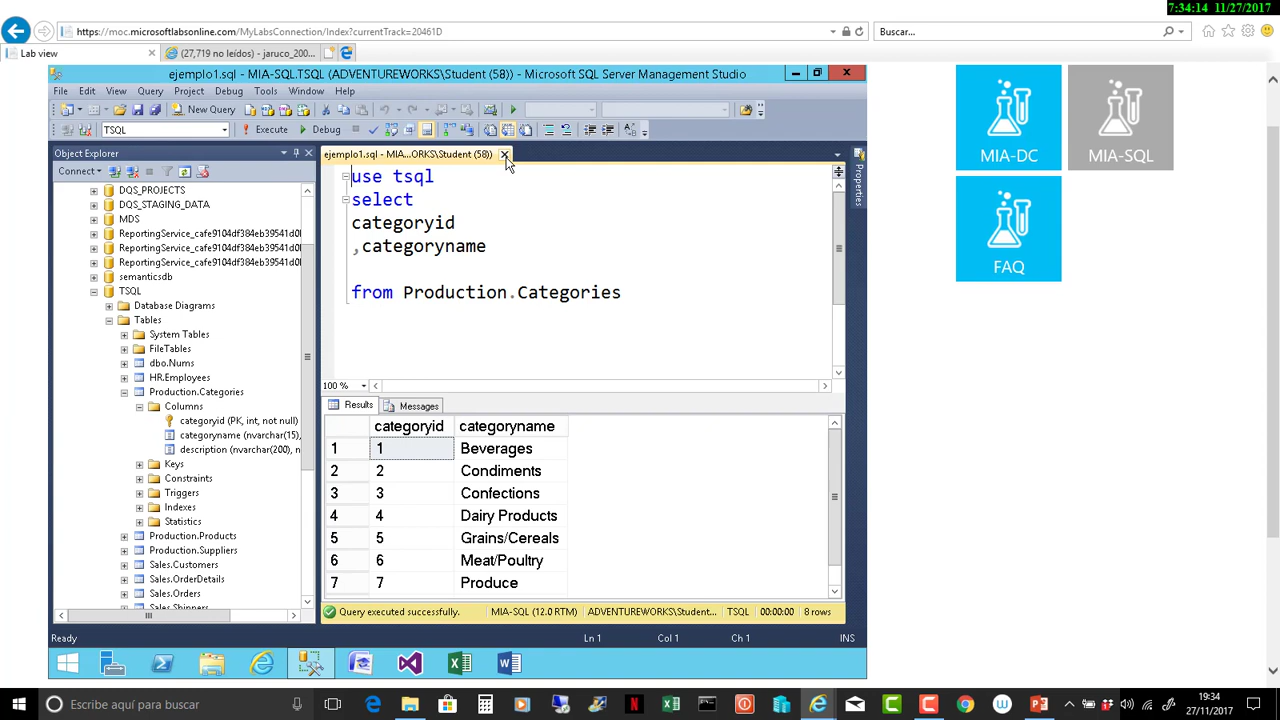 7:34:14 11/27/2017
https://moc.microsoftlabsonline.com/MyLabsConnection/Index?currentTrack=20461D
Buscar...
Lab view
(27,719 no leídos) - jaruco_200...
ejemplo1.sql - MIA-SQL.TSQL (ADVENTUREWORKS\Student (58)) - Microsoft SQL Server Management Studio
File Edit View Query Project Debug Tools Window Help
New Query
TSQL
Execute
Debug
Object Explorer
Connect
DQS_PROJECTS
DQS_STAGING_DATA
MDS
ReportingService_cafe9104df384eb39541d0
ReportingService_cafe9104df384eb39541d0
ReportingService_cafe9104df384eb39541d0
semanticsdb
TSQL
Database Diagrams
Tables
System Tables
FileTables
dbo.Nums
HR.Employees
Production.Categories
Columns
categoryid (PK, int, not null)
categoryname (nvarchar(15),
description (nvarchar(200), n
Keys
Constraints
Triggers
Indexes
Statistics
Production.Products
Production.Suppliers
Sales.Customers
Sales.OrderDetails
Sales.Orders
Sales.Shippers
ejemplo1.sql - MIA...ORKS\Student (58))
use tsql
select
categoryid
,categoryname
from Production.Categories
100 %
Results
Messages
categoryid categoryname
1 1 Beverages
2 2 Condiments
3 3 Confections
4 4 Dairy Products
5 5 Grains/Cereals
6 6 Meat/Poultry
7 7 Produce
Query executed successfully.
MIA-SQL (12.0 RTM)
ADVENTUREWORKS\Student...
TSQL
00:00:00
8 rows
Properties
Ready
Ln 1
Col 1
Ch 1
INS
MIA-DC
MIA-SQL
FAQ
Escribe aquí para buscar
19:34
27/11/2017